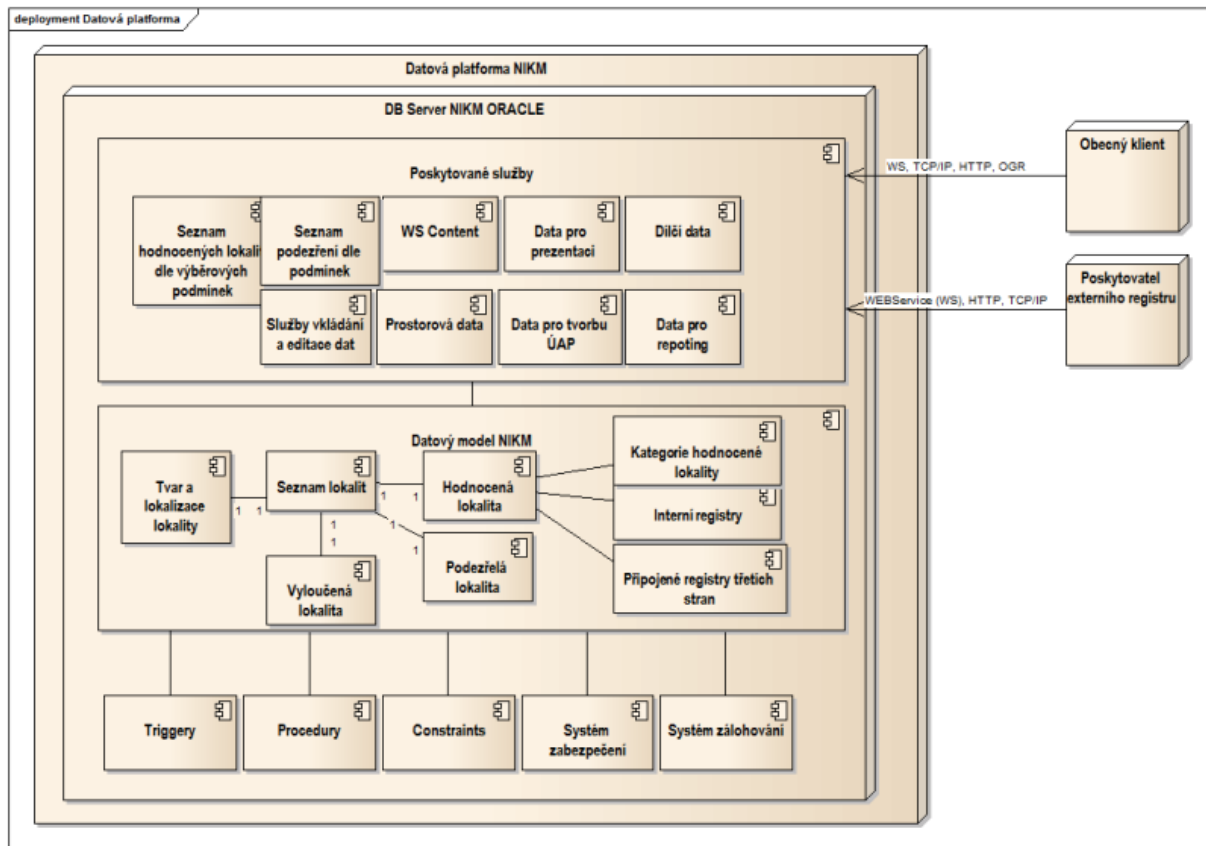 deployment Datová platforma
Datová platforma NIKM
DB Server NIKM ORACLE
Poskytované služby
Seznam
hodnocených lokalit
dle výběrových
podmínek
Seznam
podezření dle
podmínek
WS Content
Data pro
prezentaci
Dílčí data
Služby vkládání
a editace dat
Prostorová data
Data pro tvorbu
ÚAP
Data pro
repoting
WS, TCP/IP, HTTP, OGR
Obecný klient
WEBService (WS), HTTP, TCP/IP
Poskytovatel
externího registru
Datový model NIKM
Tvar a
lokalizace
lokality
1
1
Seznam lokalit
1
1
Hodnocená
lokalita
Kategorie hodnocené
lokality
Interní registry
Připojené registry třetích
stran
1
1
Vyloučená
lokalita
1
1
Podezřelá
lokalita
Triggery
Procedury
Constraints
Systém
zabezpečení
Systém zálohování